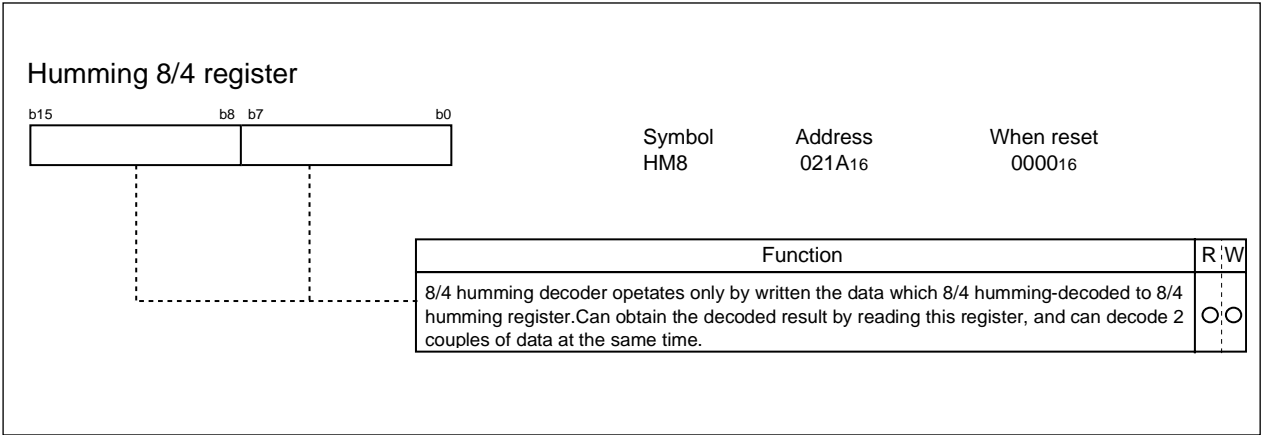 Humming 8/4 register
b15 b8 b7 b0
Symbol Address When reset
HM8 021A16 000016
Function R W
8/4 humming decoder opetates only by written the data which 8/4 humming-decoded to 8/4
humming register.Can obtain the decoded result by reading this register, and can decode 2
couples of data at the same time.